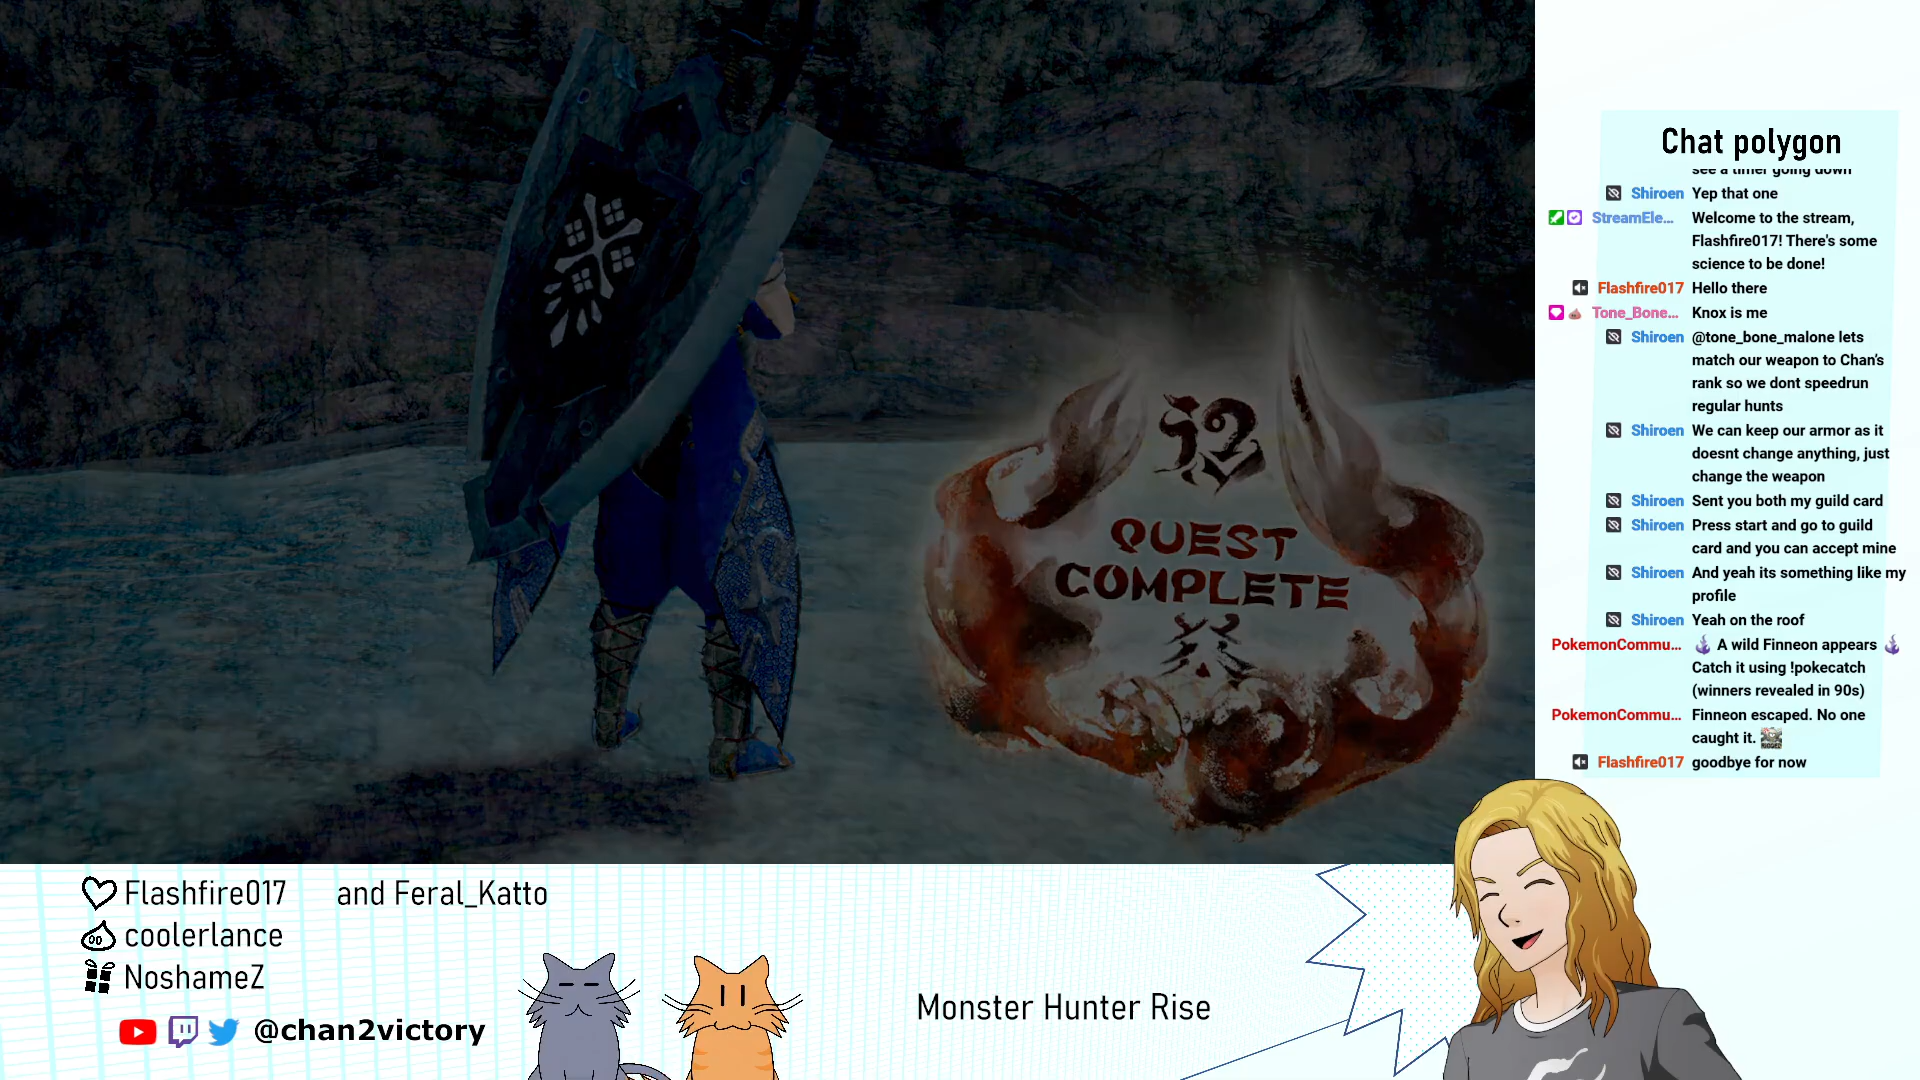 QUEST
COMPLETE
Chat polygon
see a timer going down
Shiroen Yep that one
StreamEle... Welcome to the stream,
Flashfire017! There's some
science to be done!
Flashfire017 Hello there
Tone_Bone... Knox is me
Shiroen @tone_bone_malone lets
match our weapon to Chan's
rank so we dont speedrun
regular hunts
Shiroen We can keep our armor as it
doesnt change anything, just
change the weapon
Shiroen Sent you both my guild card
Shiroen Press start and go to guild
card and you can accept mine
Shiroen And yeah its something like my
profile
Shiroen Yeah on the roof
PokemonCommu... A wild Finneon appears
Catch it using !pokecatch
(winners revealed in 90s)
PokemonCommu... Finneon escaped. No one
caught it.
Flashfire017 goodbye for now
Flashfire017 and Feral_Katto
coolerlance
NoshameZ
@chan2victory
Monster Hunter Rise